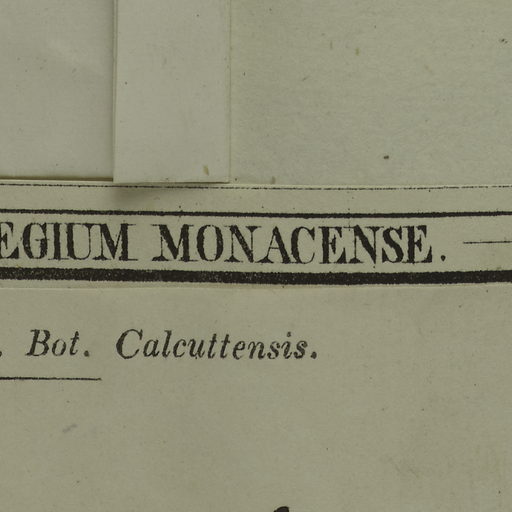 EGIUM MONACENSE.
. Bot. Calcuttensis.